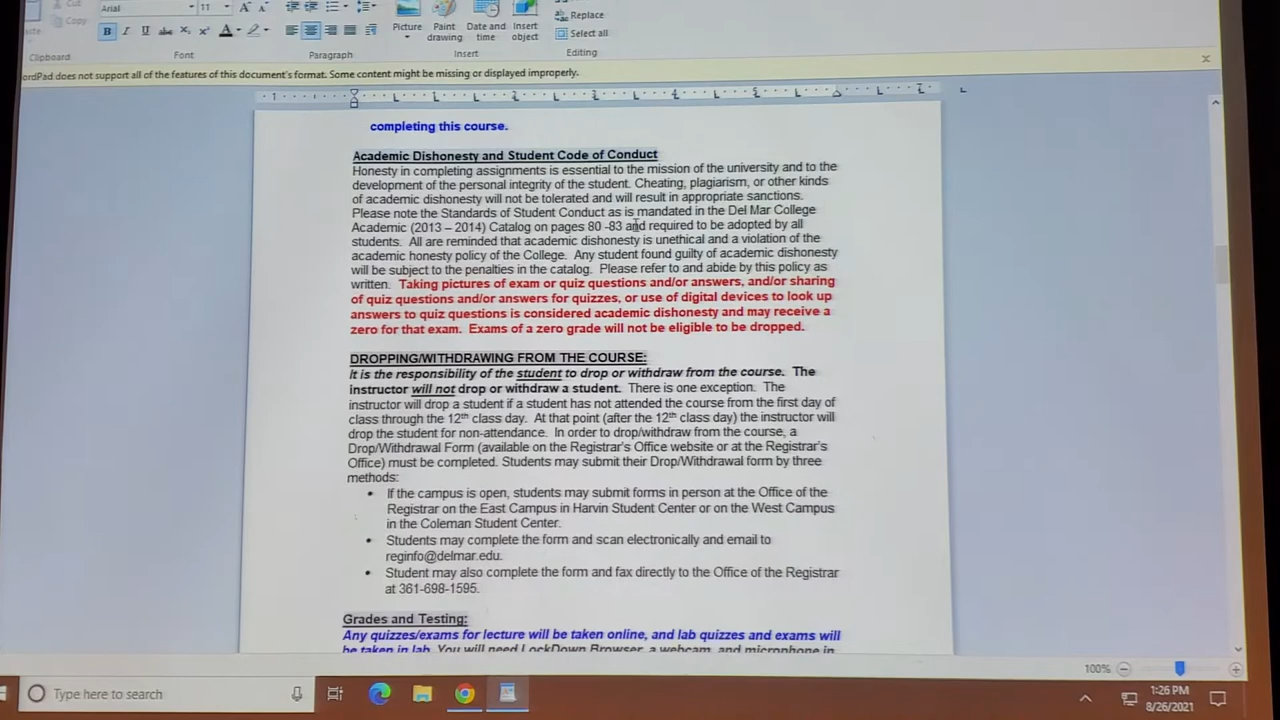 Cut
Copy
Clipboard
Arial
11
B I U abc X₂ X² A
Font
Paragraph
Picture
Paint drawing
Date and time
Insert object
Insert
Replace
Select all
Editing
ordPad does not support all of the features of this document's format. Some content might be missing or displayed improperly.
completing this course.
Academic Dishonesty and Student Code of Conduct
Honesty in completing assignments is essential to the mission of the university and to the
development of the personal integrity of the student. Cheating, plagiarism, or other kinds
of academic dishonesty will not be tolerated and will result in appropriate sanctions.
Please note the Standards of Student Conduct as is mandated in the Del Mar College
Academic (2013 – 2014) Catalog on pages 80 -83 and required to be adopted by all
students. All are reminded that academic dishonesty is unethical and a violation of the
academic honesty policy of the College. Any student found guilty of academic dishonesty
will be subject to the penalties in the catalog. Please refer to and abide by this policy as
written. Taking pictures of exam or quiz questions and/or answers, and/or sharing
of quiz questions and/or answers for quizzes, or use of digital devices to look up
answers to quiz questions is considered academic dishonesty and may receive a
zero for that exam. Exams of a zero grade will not be eligible to be dropped.
DROPPING/WITHDRAWING FROM THE COURSE:
It is the responsibility of the student to drop or withdraw from the course. The
instructor will not drop or withdraw a student. There is one exception. The
instructor will drop a student if a student has not attended the course from the first day of
class through the 12th class day. At that point (after the 12th class day) the instructor will
drop the student for non-attendance. In order to drop/withdraw from the course, a
Drop/Withdrawal Form (available on the Registrar's Office website or at the Registrar's
Office) must be completed. Students may submit their Drop/Withdrawal form by three
methods:
• If the campus is open, students may submit forms in person at the Office of the
Registrar on the East Campus in Harvin Student Center or on the West Campus
in the Coleman Student Center.
• Students may complete the form and scan electronically and email to
reginfo@delmar.edu.
• Student may also complete the form and fax directly to the Office of the Registrar
at 361-698-1595.
Grades and Testing:
Any quizzes/exams for lecture will be taken online, and lab quizzes and exams will
be taken in lab. You will need LockDown Browser, a webcam, and microphone in
100%
Type here to search
1:26 PM
8/26/2021